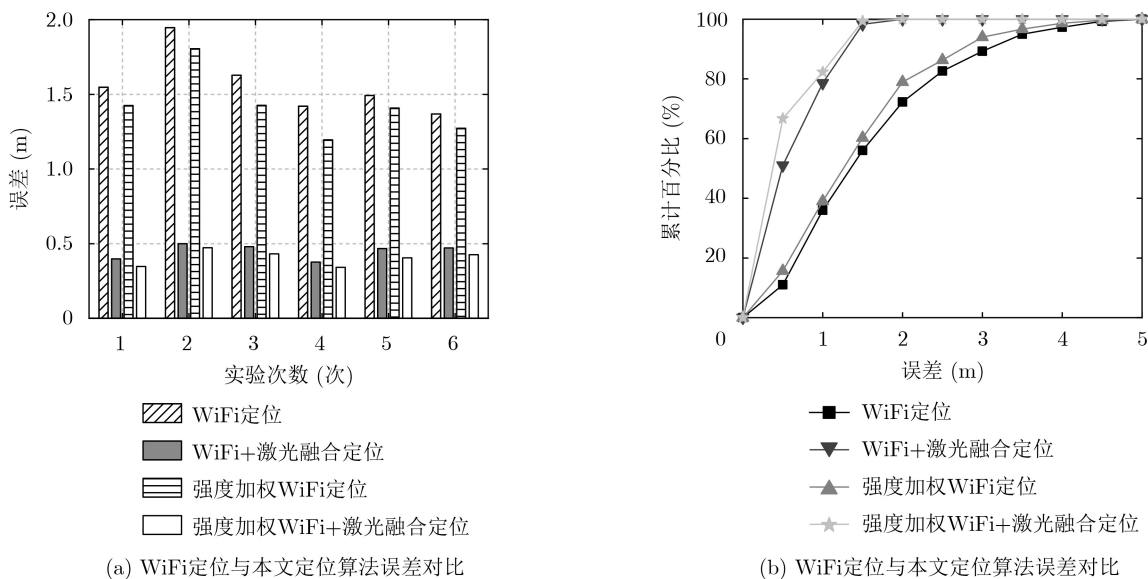 2.0
1.5
1.0
0.5
0
误差 (m)
1 2 3 4 5 6
实验次数 (次)
WiFi定位
WiFi+激光融合定位
强度加权WiFi定位
强度加权WiFi+激光融合定位
(a) WiFi定位与本文定位算法误差对比
100
80
60
40
20
累计百分比 (%)
0 1 2 3 4 5
误差 (m)
WiFi定位
WiFi+激光融合定位
强度加权WiFi定位
强度加权WiFi+激光融合定位
(b) WiFi定位与本文定位算法误差对比